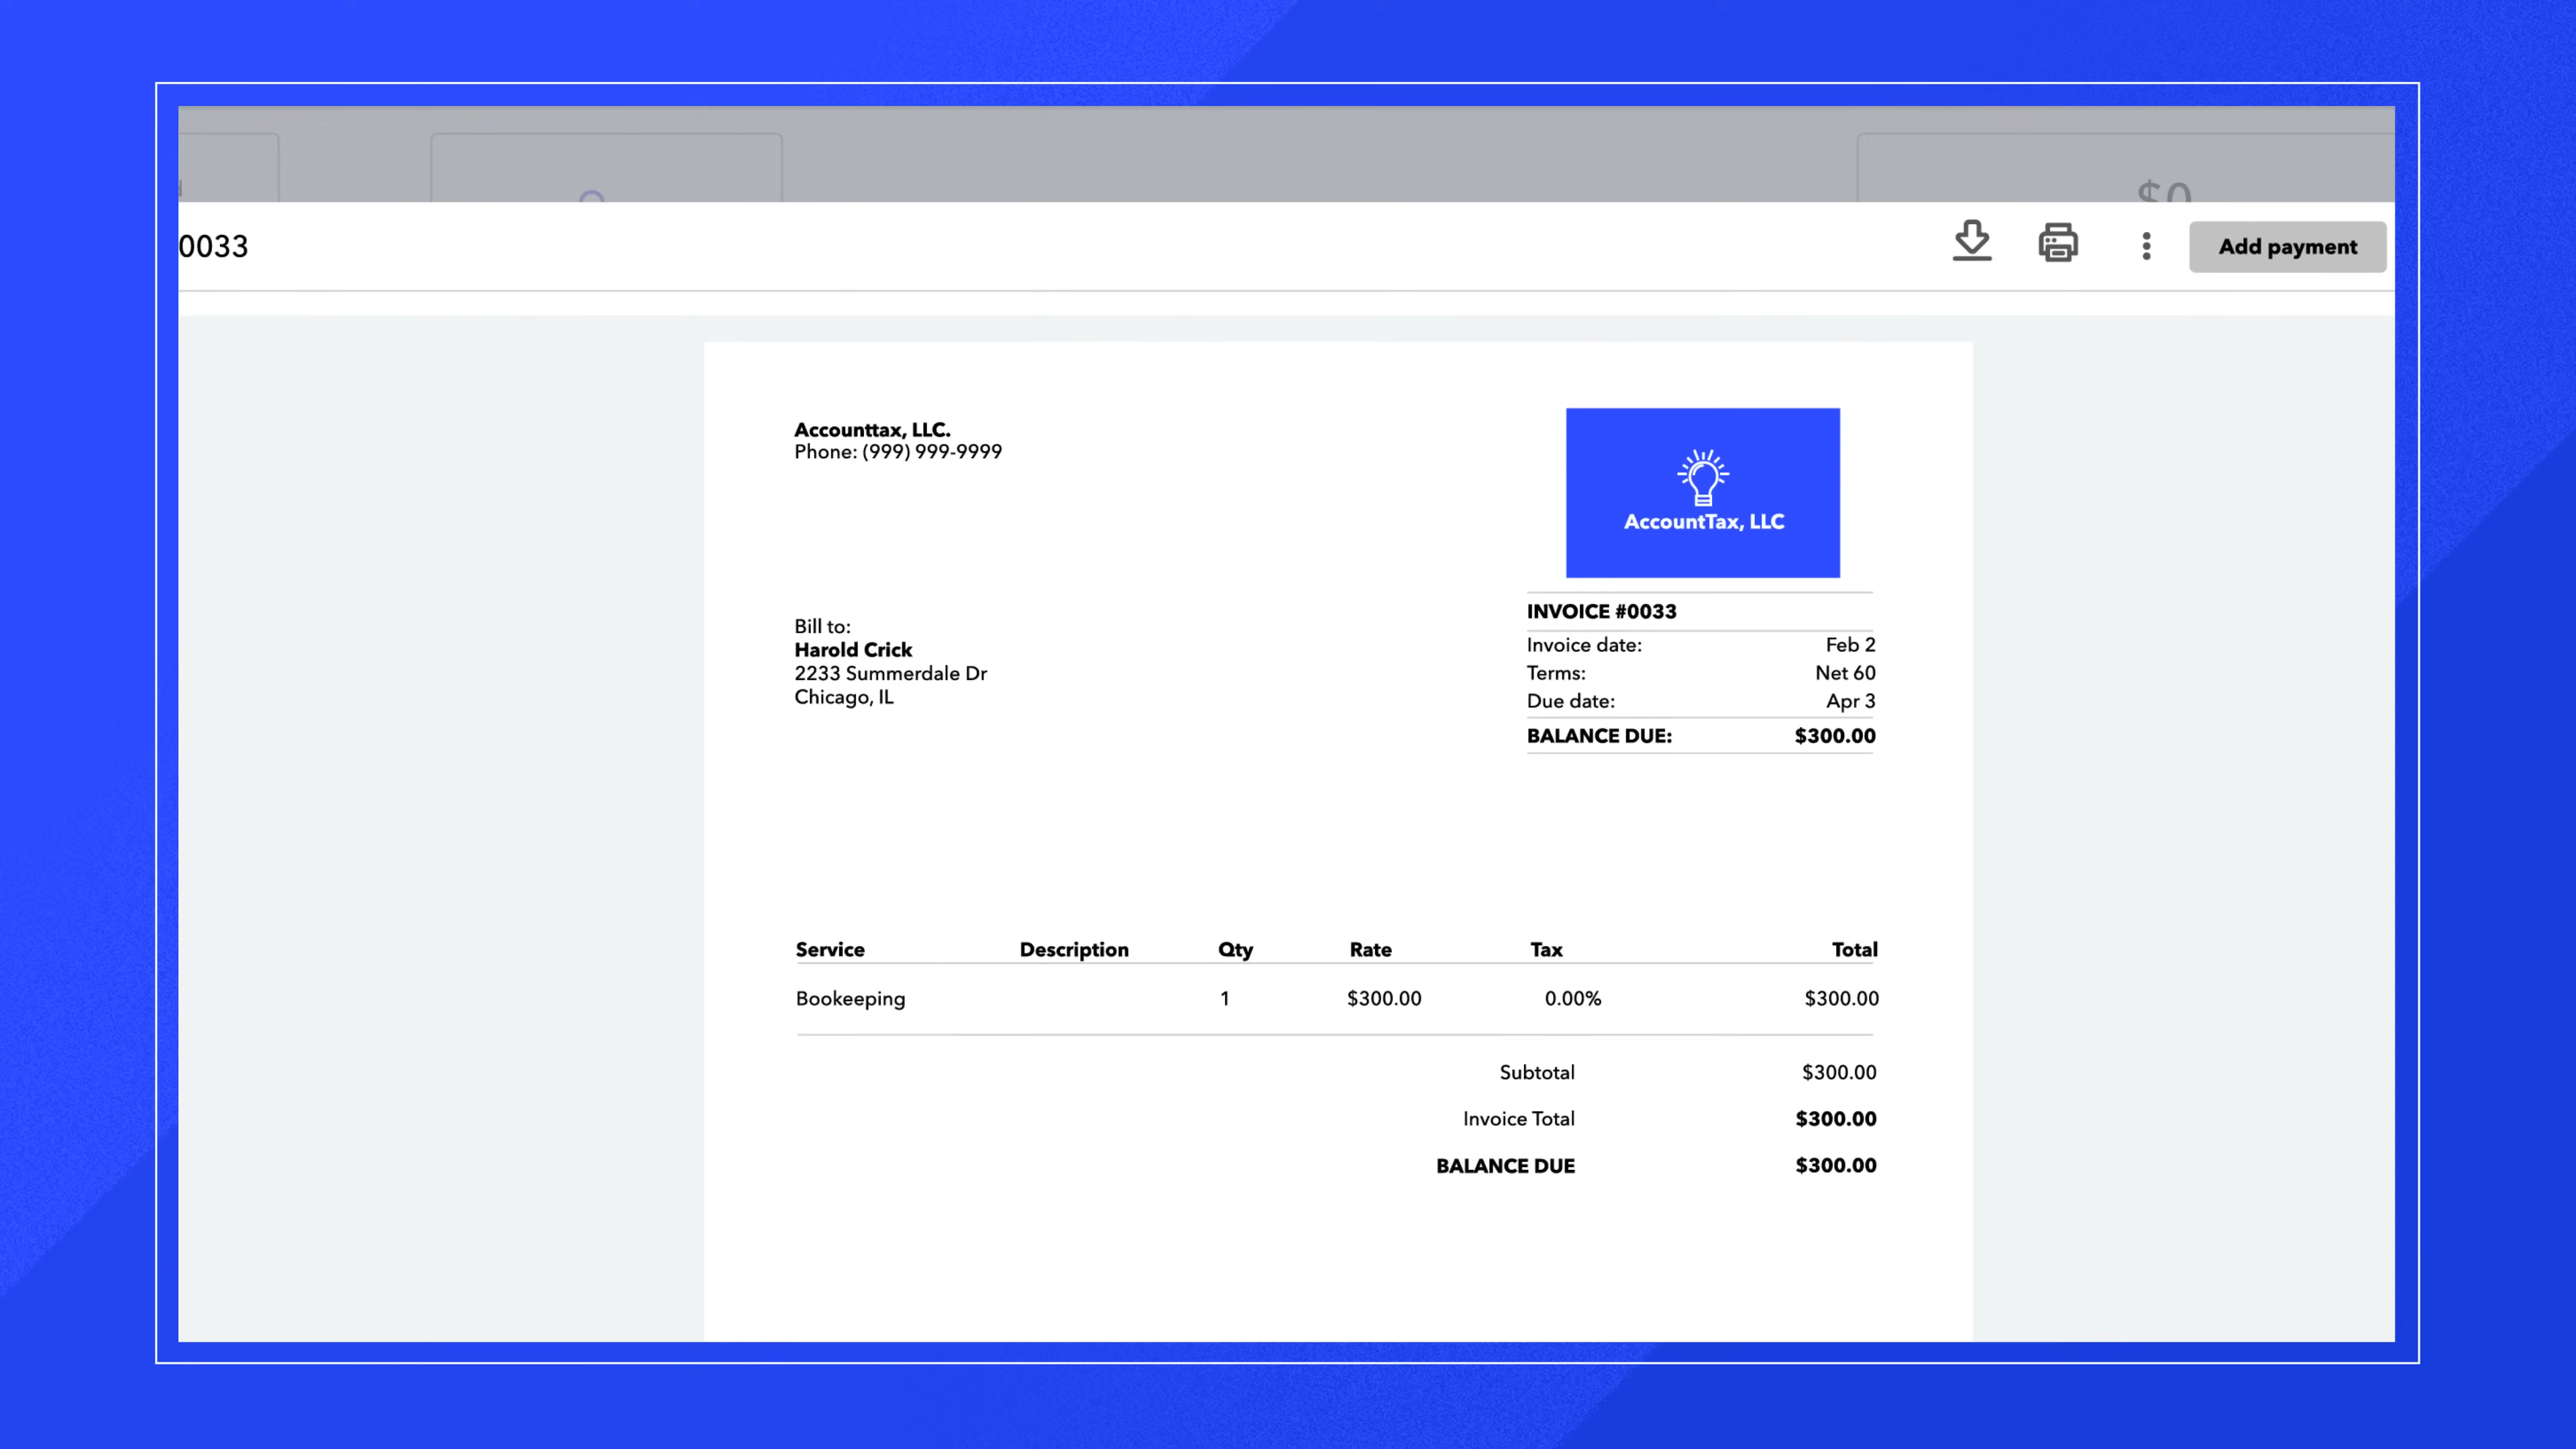 $0
0033
Add payment
Accounttax, LLC.
Phone: (999) 999-9999
AccountTax, LLC
Bill to:
Harold Crick
2233 Summerdale Dr
Chicago, IL
INVOICE #0033
Invoice date: Feb 2
Terms: Net 60
Due date: Apr 3
BALANCE DUE: $300.00
Service Description Qty Rate Tax Total
Bookeeping 1 $300.00 0.00% $300.00
Subtotal $300.00
Invoice Total $300.00
BALANCE DUE $300.00